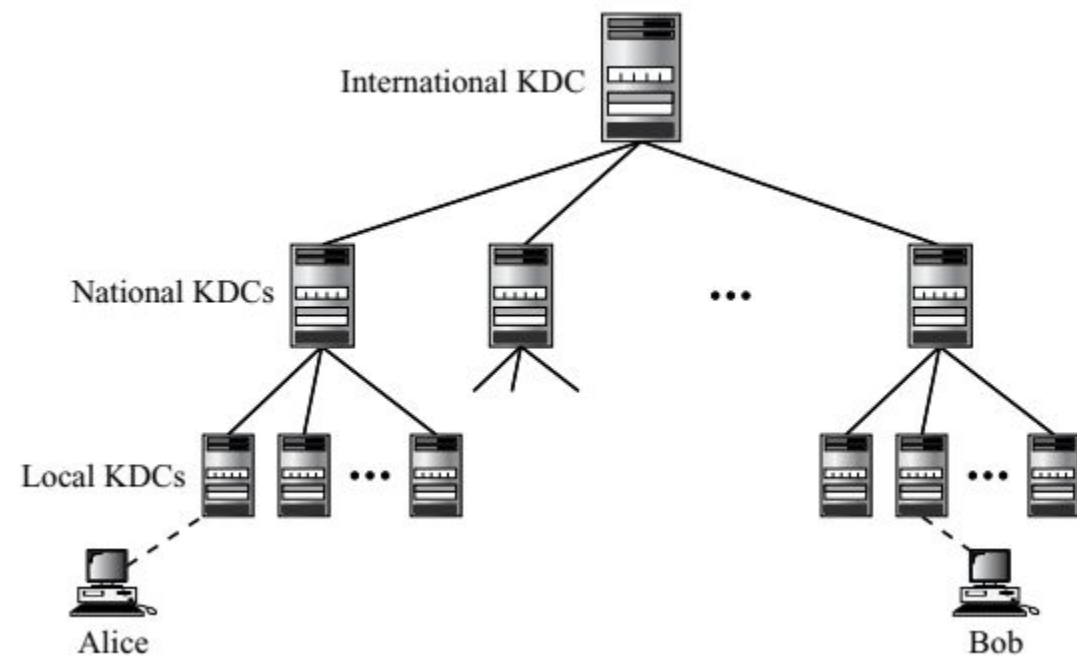 International KDC
National KDCs
Local KDCs
Alice
Bob